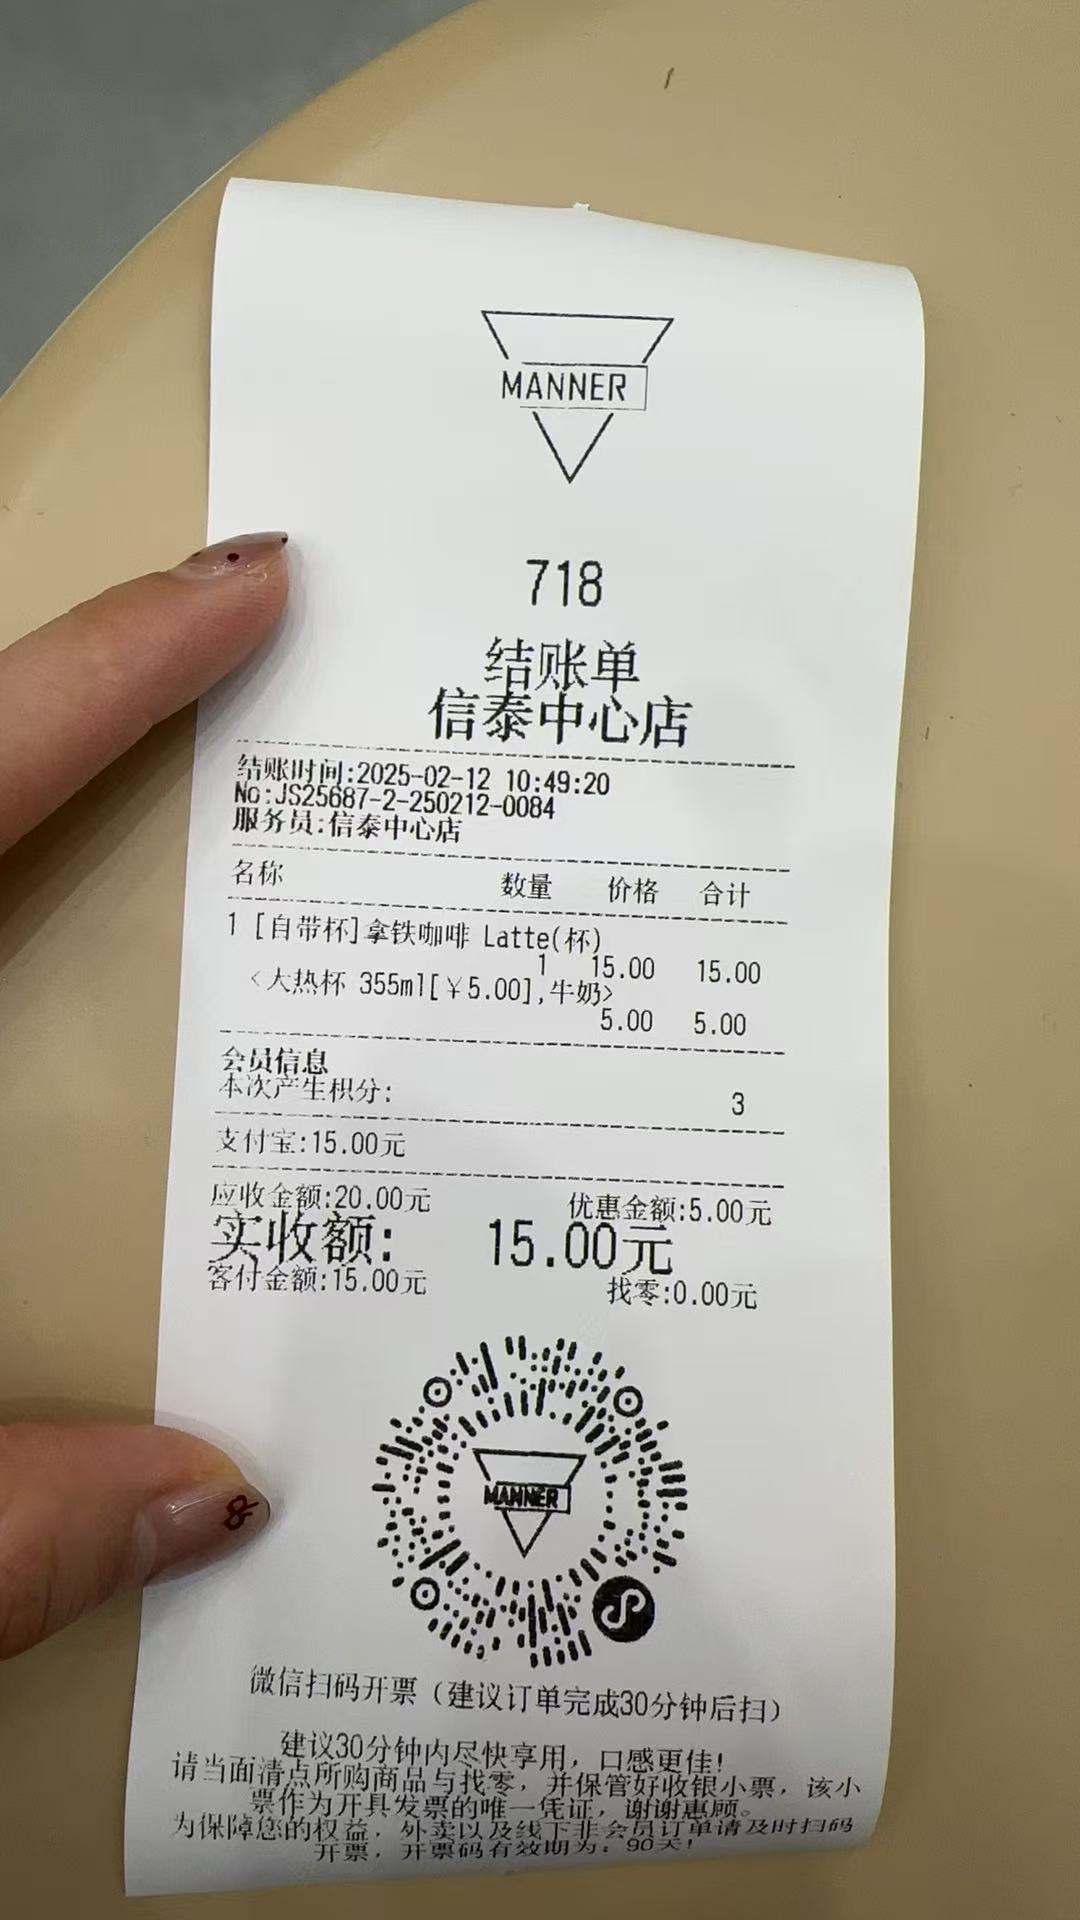 MANNER
718
结账单
信泰中心店
结账时间:2025-02-12 10:49:20
No:JS25687-2-250212-0084
服务员:信泰中心店
名称 数量 价格 合计
1 [自带杯]拿铁咖啡 Latte(杯)
1 15.00 15.00
<大热杯 355ml[￥5.00],牛奶>
5.00 5.00
会员信息
本次产生积分: 3
支付宝:15.00元
应收金额:20.00元 优惠金额:5.00元
实收额: 15.00元
客付金额:15.00元 找零:0.00元
MANNER
微信扫码开票（建议订单完成30分钟后扫）
建议30分钟内尽快享用，口感更佳!
请当面清点所购商品与找零，并保管好收银小票，该小
票作为开具发票的唯一凭证，谢谢惠顾。
为保障您的权益，外卖以及线下非会员订单请及时扫码
开票，开票码有效期为：90天!